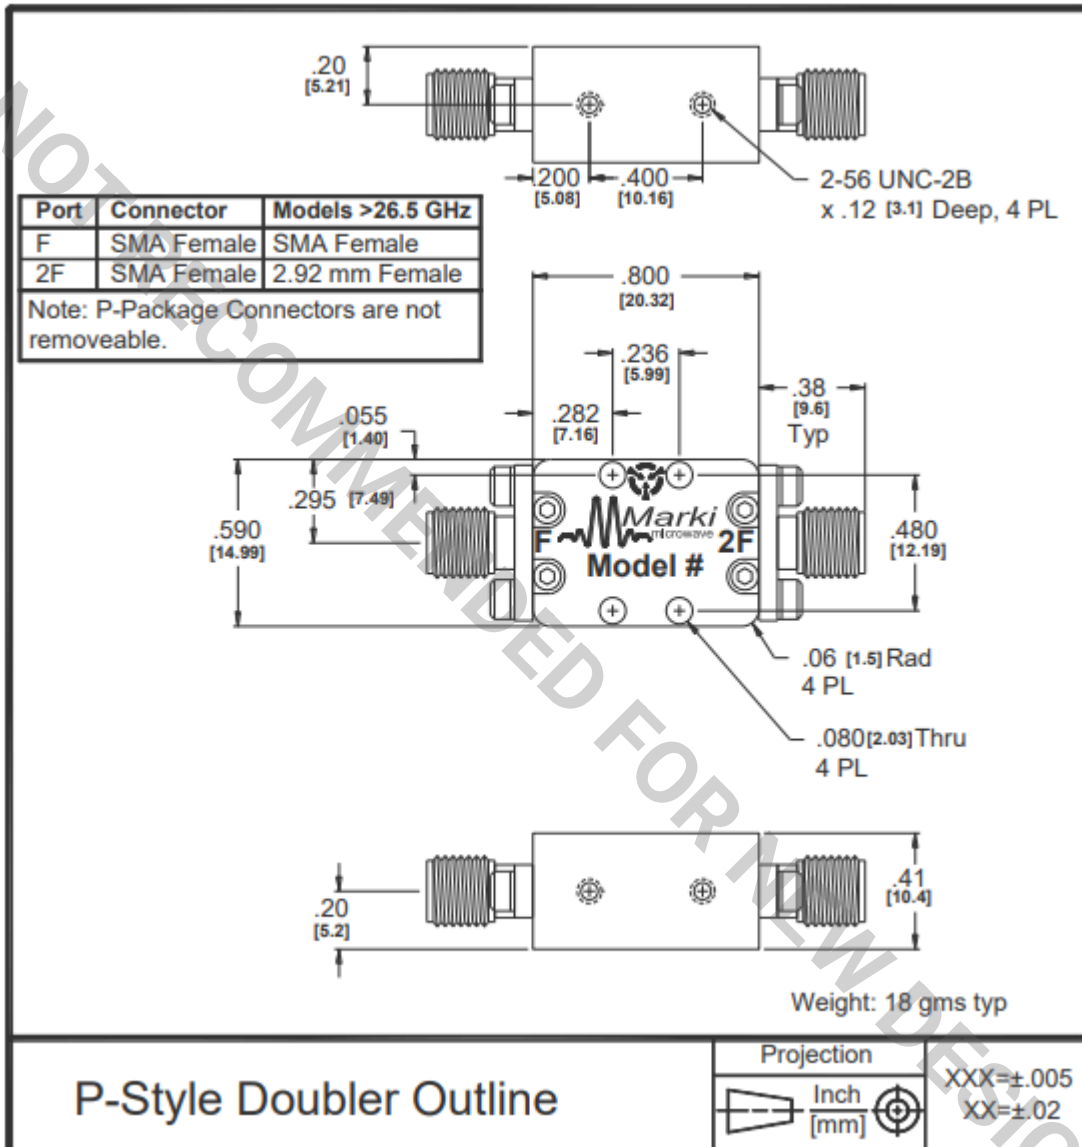 .20
[5.21]
.200
[5.08]
.400
[10.16]
2-56 UNC-2B
x .12 [3.1] Deep, 4 PL
Port Connector Models >26.5 GHz
F SMA Female SMA Female
2F SMA Female 2.92 mm Female
Note: P-Package Connectors are not
removeable.
.800
[20.32]
.236
[5.99]
.282
[7.16]
.38
[9.6]
Typ
.055
[1.40]
.295 [7.49]
.590
[14.99]
Marki
microwave
F 2F
Model #
.480
[12.19]
.06 [1.5] Rad
4 PL
.080[2.03]Thru
4 PL
.20
[5.2]
.41
[10.4]
Weight: 18 gms typ
P-Style Doubler Outline
Projection
Inch
[mm]
XXX=±.005
XX=±.02
NOT RECOMMENDED FOR NEW